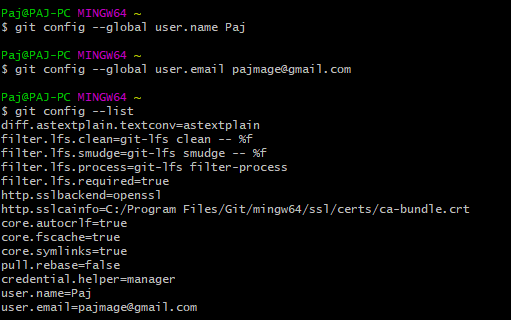 Paj@PAJ-PC MINGW64 ~
$ git config --global user.name Paj
Paj@PAJ-PC MINGW64 ~
$ git config --global user.email pajmage@gmail.com
Paj@PAJ-PC MINGW64 ~
$ git config --list
diff.astextplain.textconv=astextplain
filter.lfs.clean=git-lfs clean -- %f
filter.lfs.smudge=git-lfs smudge -- %f
filter.lfs.process=git-lfs filter-process
filter.lfs.required=true
http.sslbackend=openssl
http.sslcainfo=C:/Program Files/Git/mingw64/ssl/certs/ca-bundle.crt
core.autocrlf=true
core.fscache=true
core.symlinks=true
pull.rebase=false
credential.helper=manager
user.name=Paj
user.email=pajmage@gmail.com